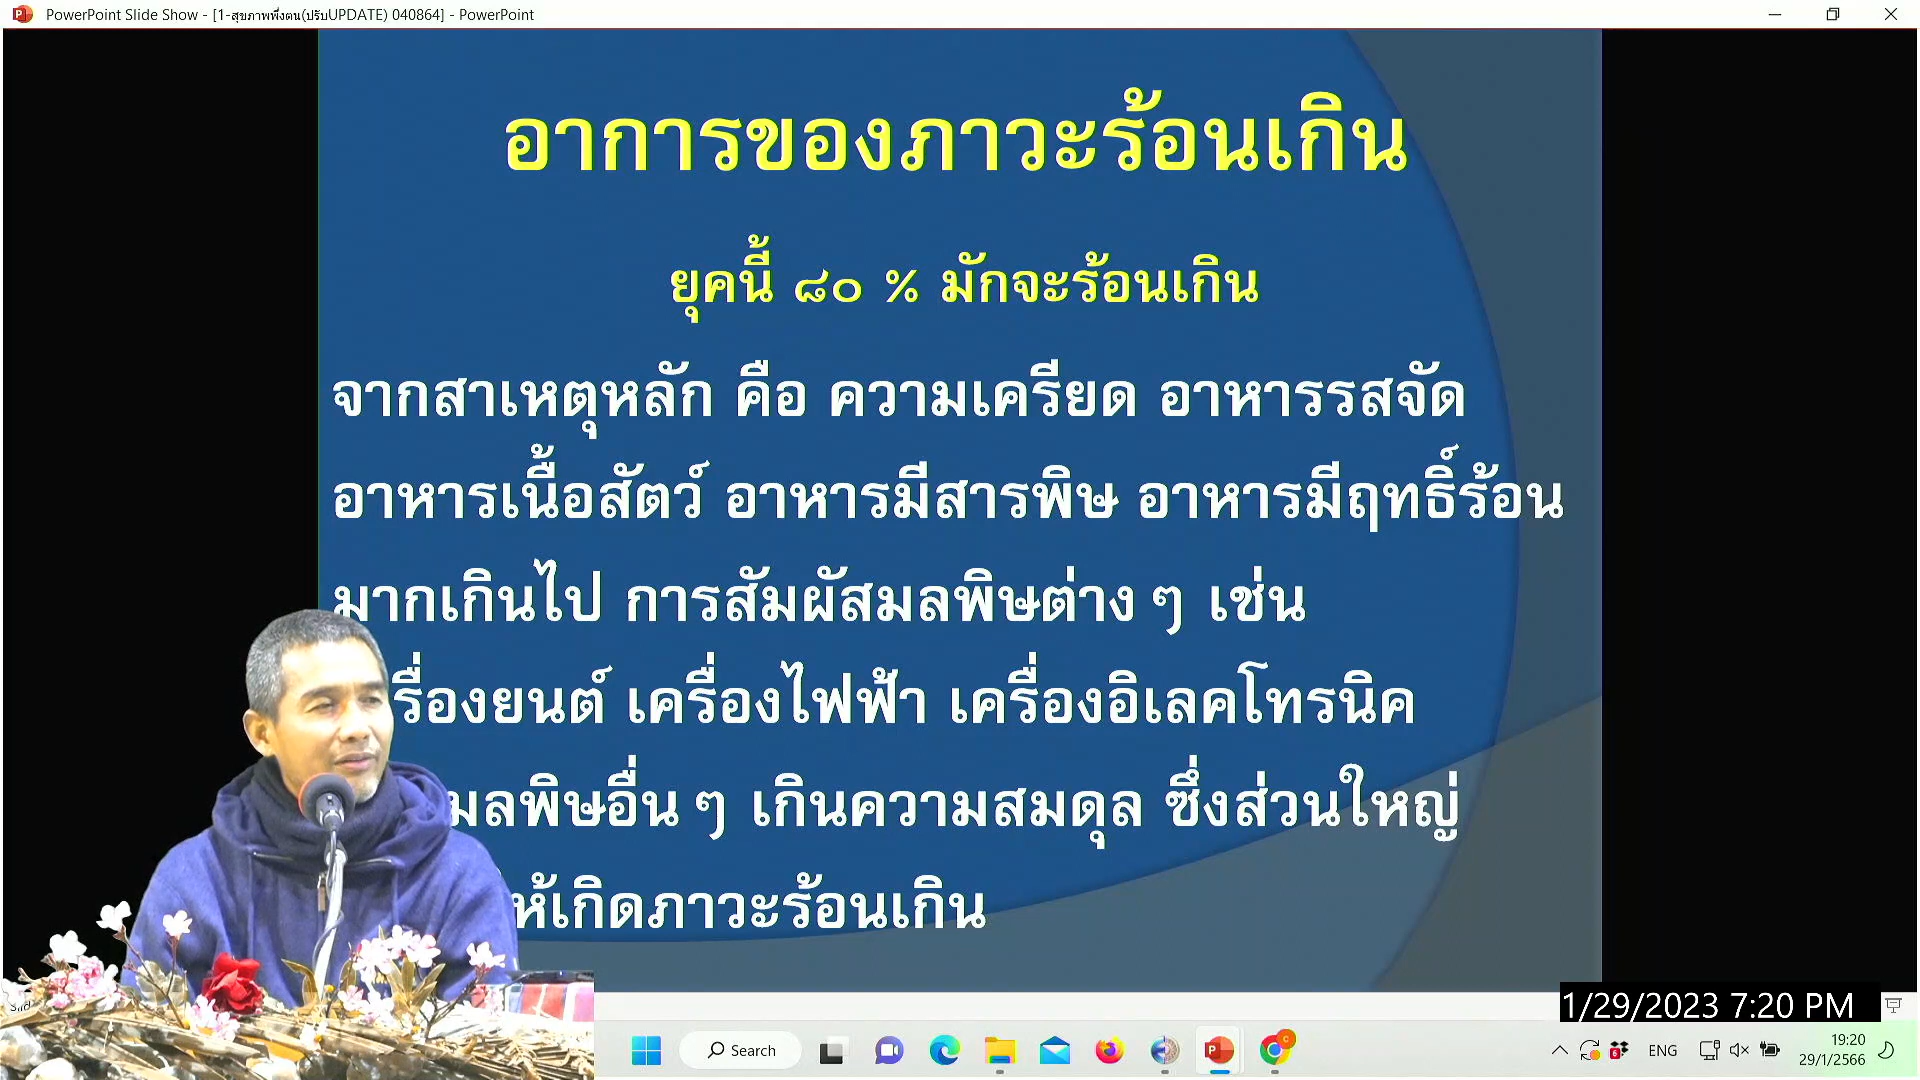 PowerPoint Slide Show - [1-สุขภาพพึ่งตน(ปรับUPDATE) 040864] - PowerPoint
อาการของภาวะร้อนเกิน
ยุคนี้ ๘๐ % มักจะร้อนเกิน
จากสาเหตุหลัก คือ ความเครียด อาหารรสจัด
อาหารเนื้อสัตว์ อาหารมีสารพิษ อาหารมีฤทธิ์ร้อน
มากเกินไป การสัมผัสมลพิษต่าง ๆ เช่น
เครื่องไฟฟ้า เครื่องอิเลคโทรนิค
มลพิษอื่น ๆ เกินความสมดุล ซึ่งส่วนใหญ่
เกิดภาวะร้อนเกิน
1/29/2023 7:20 PM
Search
ENG
19:20
29/1/2566